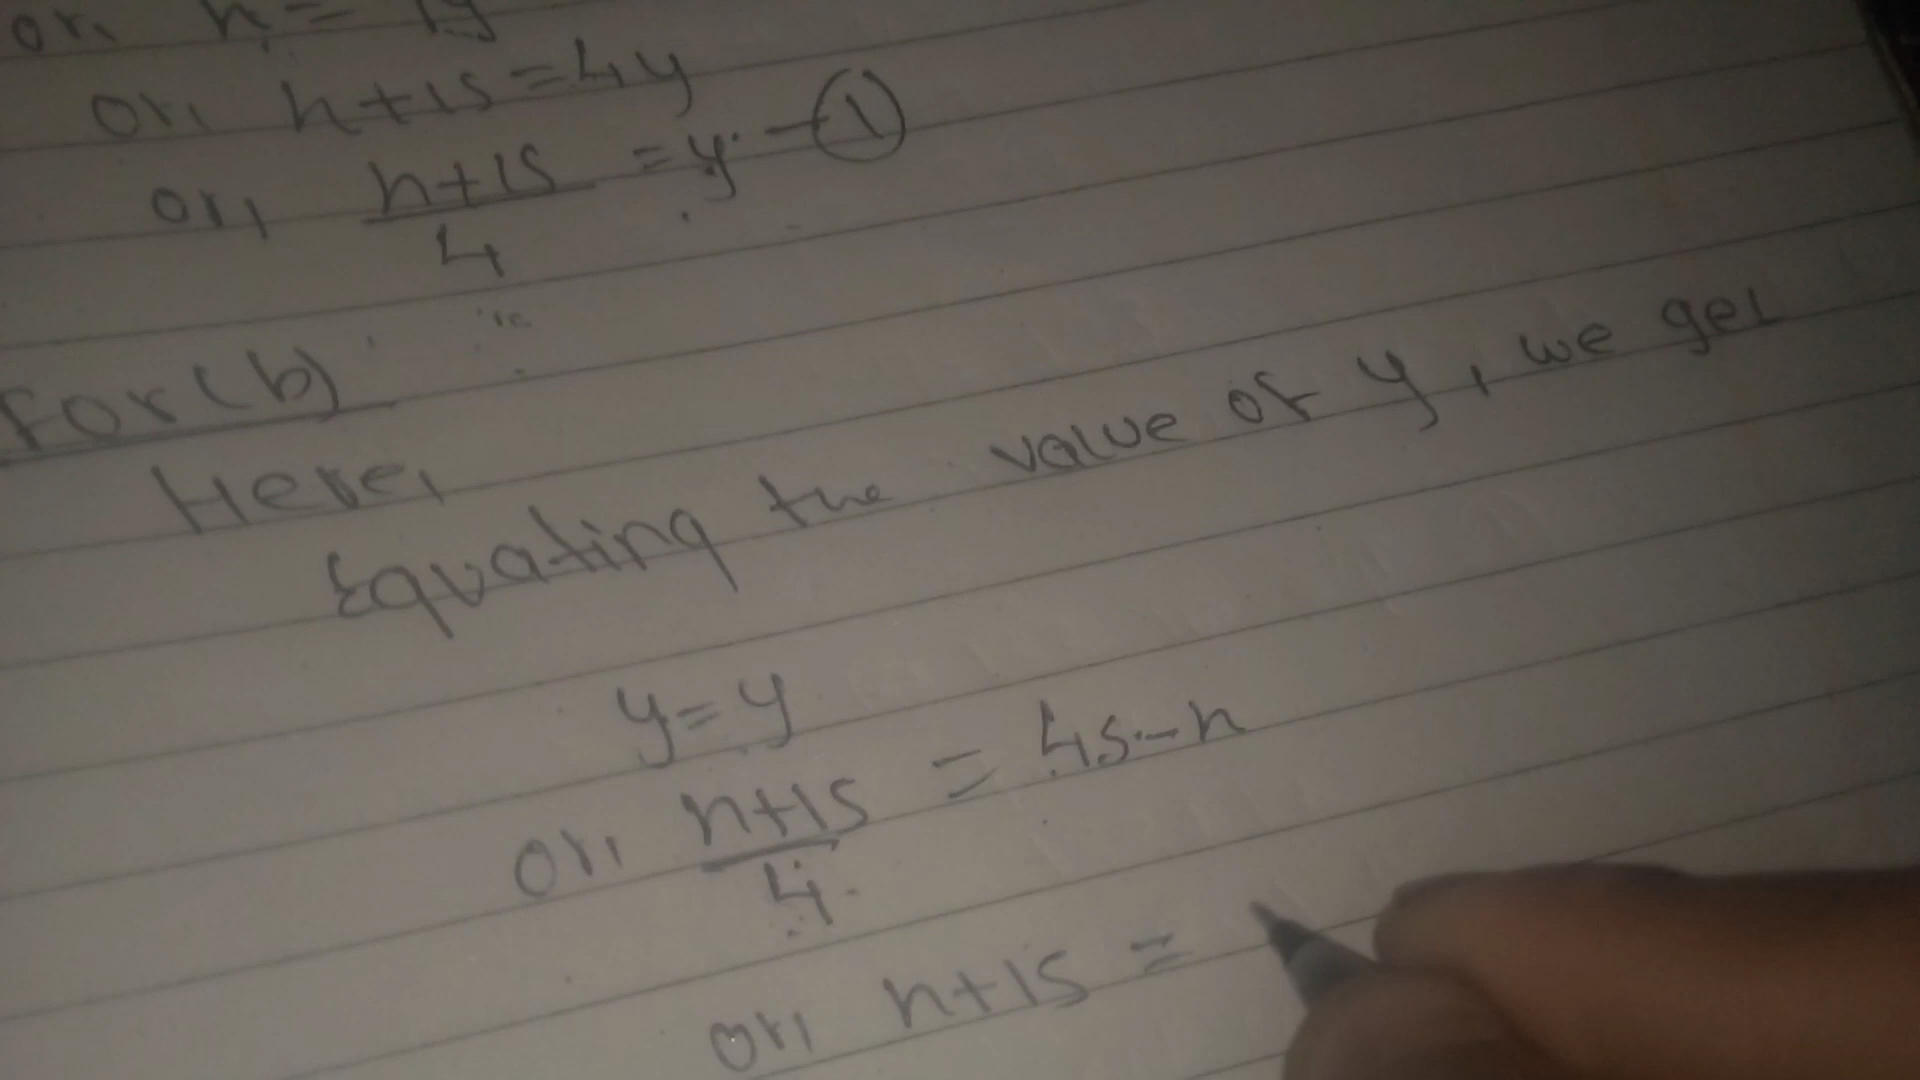 or,
or, n+15=4y
or, n+15/4 =y. -①
For(b)
Here,
Equating the value of y, we get
y=y
or, n+15/4 = 45-n
or, n+15 =